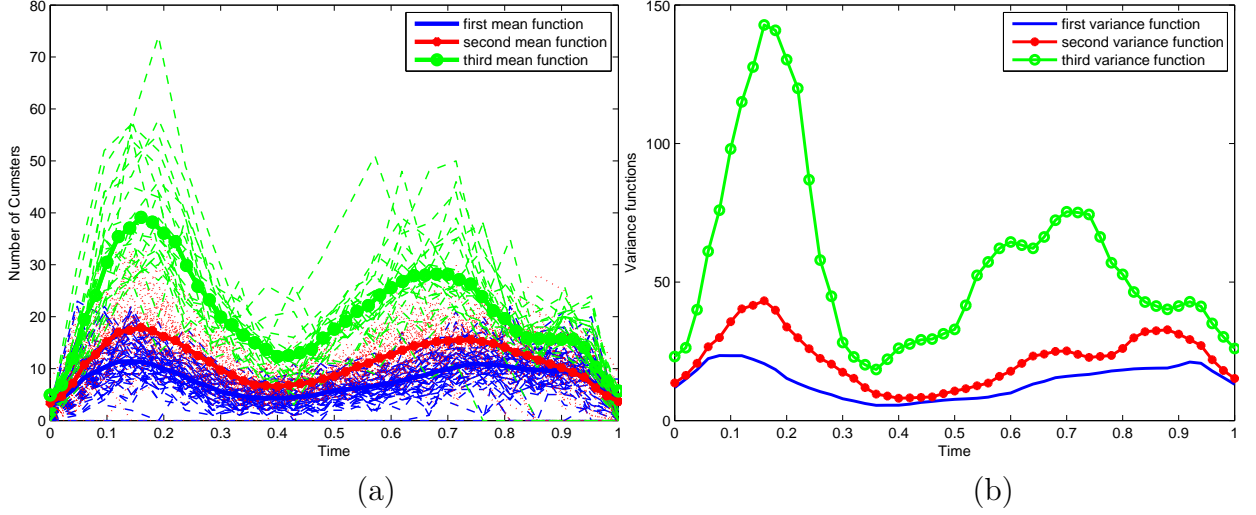 80
70
60
50
40
30
20
10
0
Number of Cumsters
first mean function
second mean function
third mean function
0 0.1 0.2 0.3 0.4 0.5 0.6 0.7 0.8 0.9 1
Time
(a)
150
100
50
0
Variance functions
first variance function
second variance function
third variance function
0 0.1 0.2 0.3 0.4 0.5 0.6 0.7 0.8 0.9 1
Time
(b)